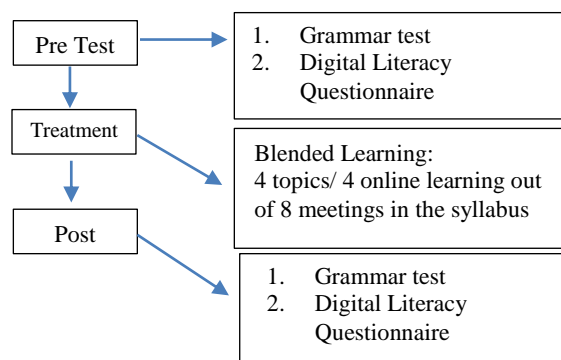 Pre Test
1. Grammar test
2. Digital Literacy
Questionnaire
Treatment
Blended Learning:
4 topics/ 4 online learning out
of 8 meetings in the syllabus
Post
1. Grammar test
2. Digital Literacy
Questionnaire